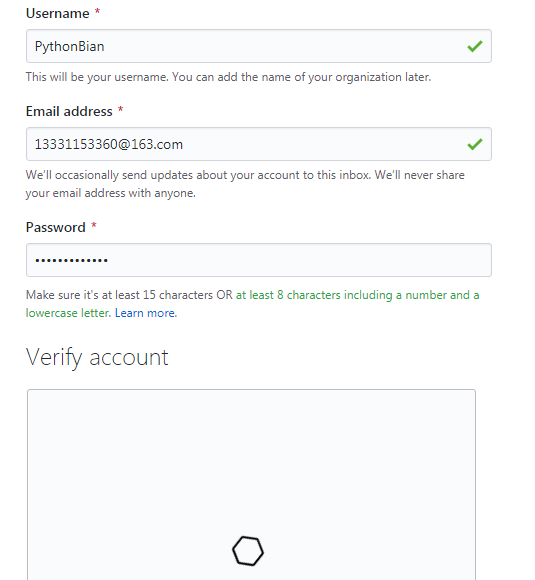 Username *
PythonBian
This will be your username. You can add the name of your organization later.
Email address *
13331153360@163.com
We'll occasionally send updates about your account to this inbox. We'll never share
your email address with anyone.
Password *
•••••••••••••
Make sure it's at least 15 characters OR at least 8 characters including a number and a
lowercase letter. Learn more.
Verify account